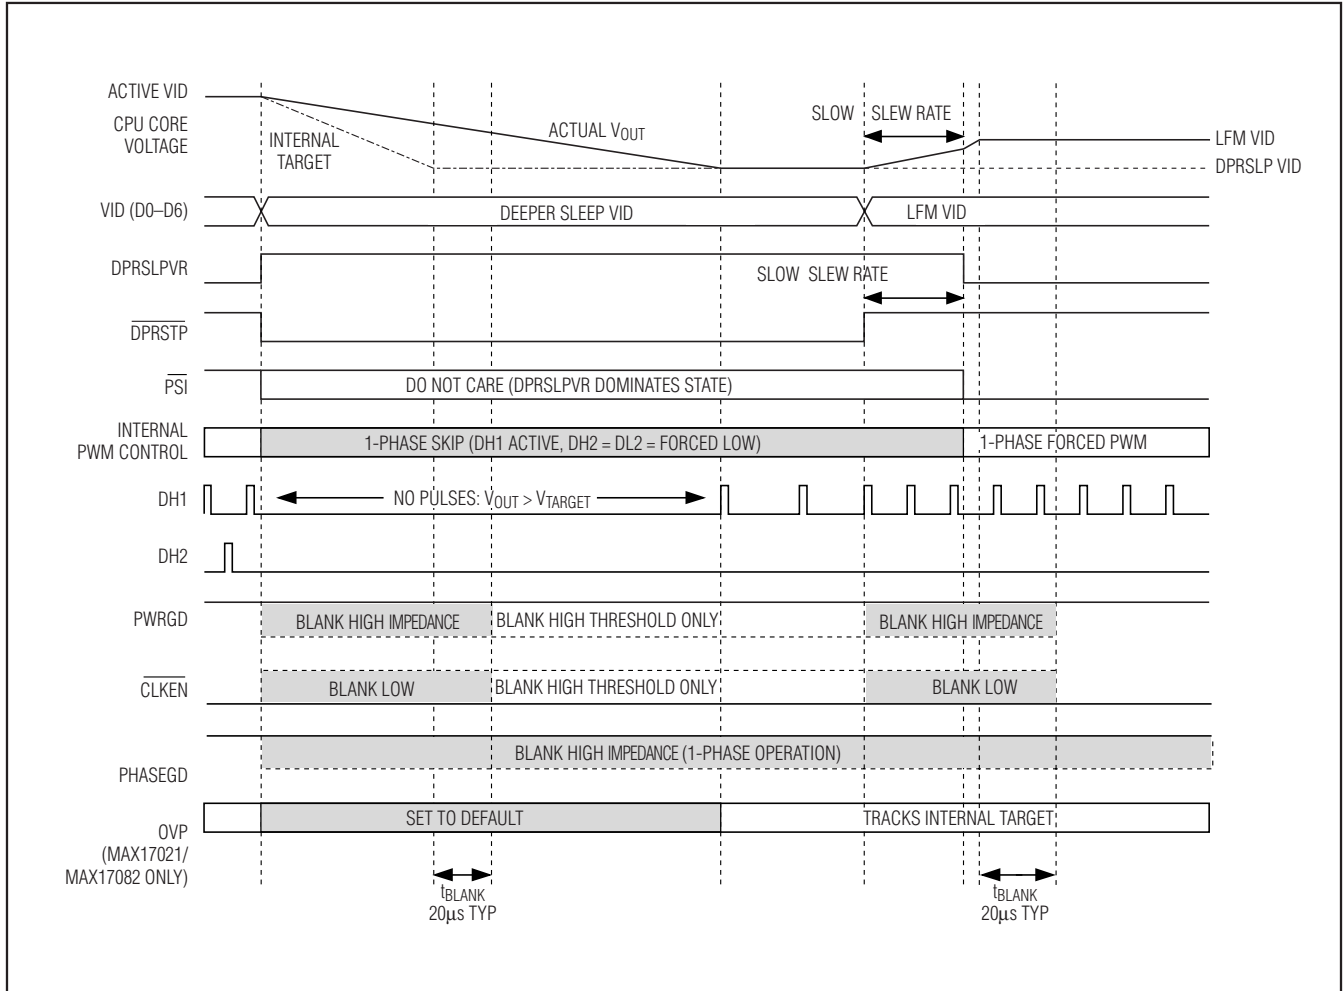 ACTIVE VID
CPU CORE
VOLTAGE
INTERNAL
TARGET
ACTUAL VOUT
SLOW SLEW RATE
LFM VID
DPRSLP VID
VID (D0–D6)
DEEPER SLEEP VID
LFM VID
DPRSLPVR
SLOW SLEW RATE
DPRSTP
PSI
DO NOT CARE (DPRSLPVR DOMINATES STATE)
INTERNAL
PWM CONTROL
1-PHASE SKIP (DH1 ACTIVE, DH2 = DL2 = FORCED LOW)
1-PHASE FORCED PWM
DH1
NO PULSES: VOUT > VTARGET
DH2
PWRGD
BLANK HIGH IMPEDANCE
BLANK HIGH THRESHOLD ONLY
BLANK HIGH IMPEDANCE
CLKEN
BLANK LOW
BLANK HIGH THRESHOLD ONLY
BLANK LOW
PHASEGD
BLANK HIGH IMPEDANCE (1-PHASE OPERATION)
OVP
(MAX17021/
MAX17082 ONLY)
SET TO DEFAULT
TRACKS INTERNAL TARGET
tBLANK
20µs TYP
tBLANK
20µs TYP